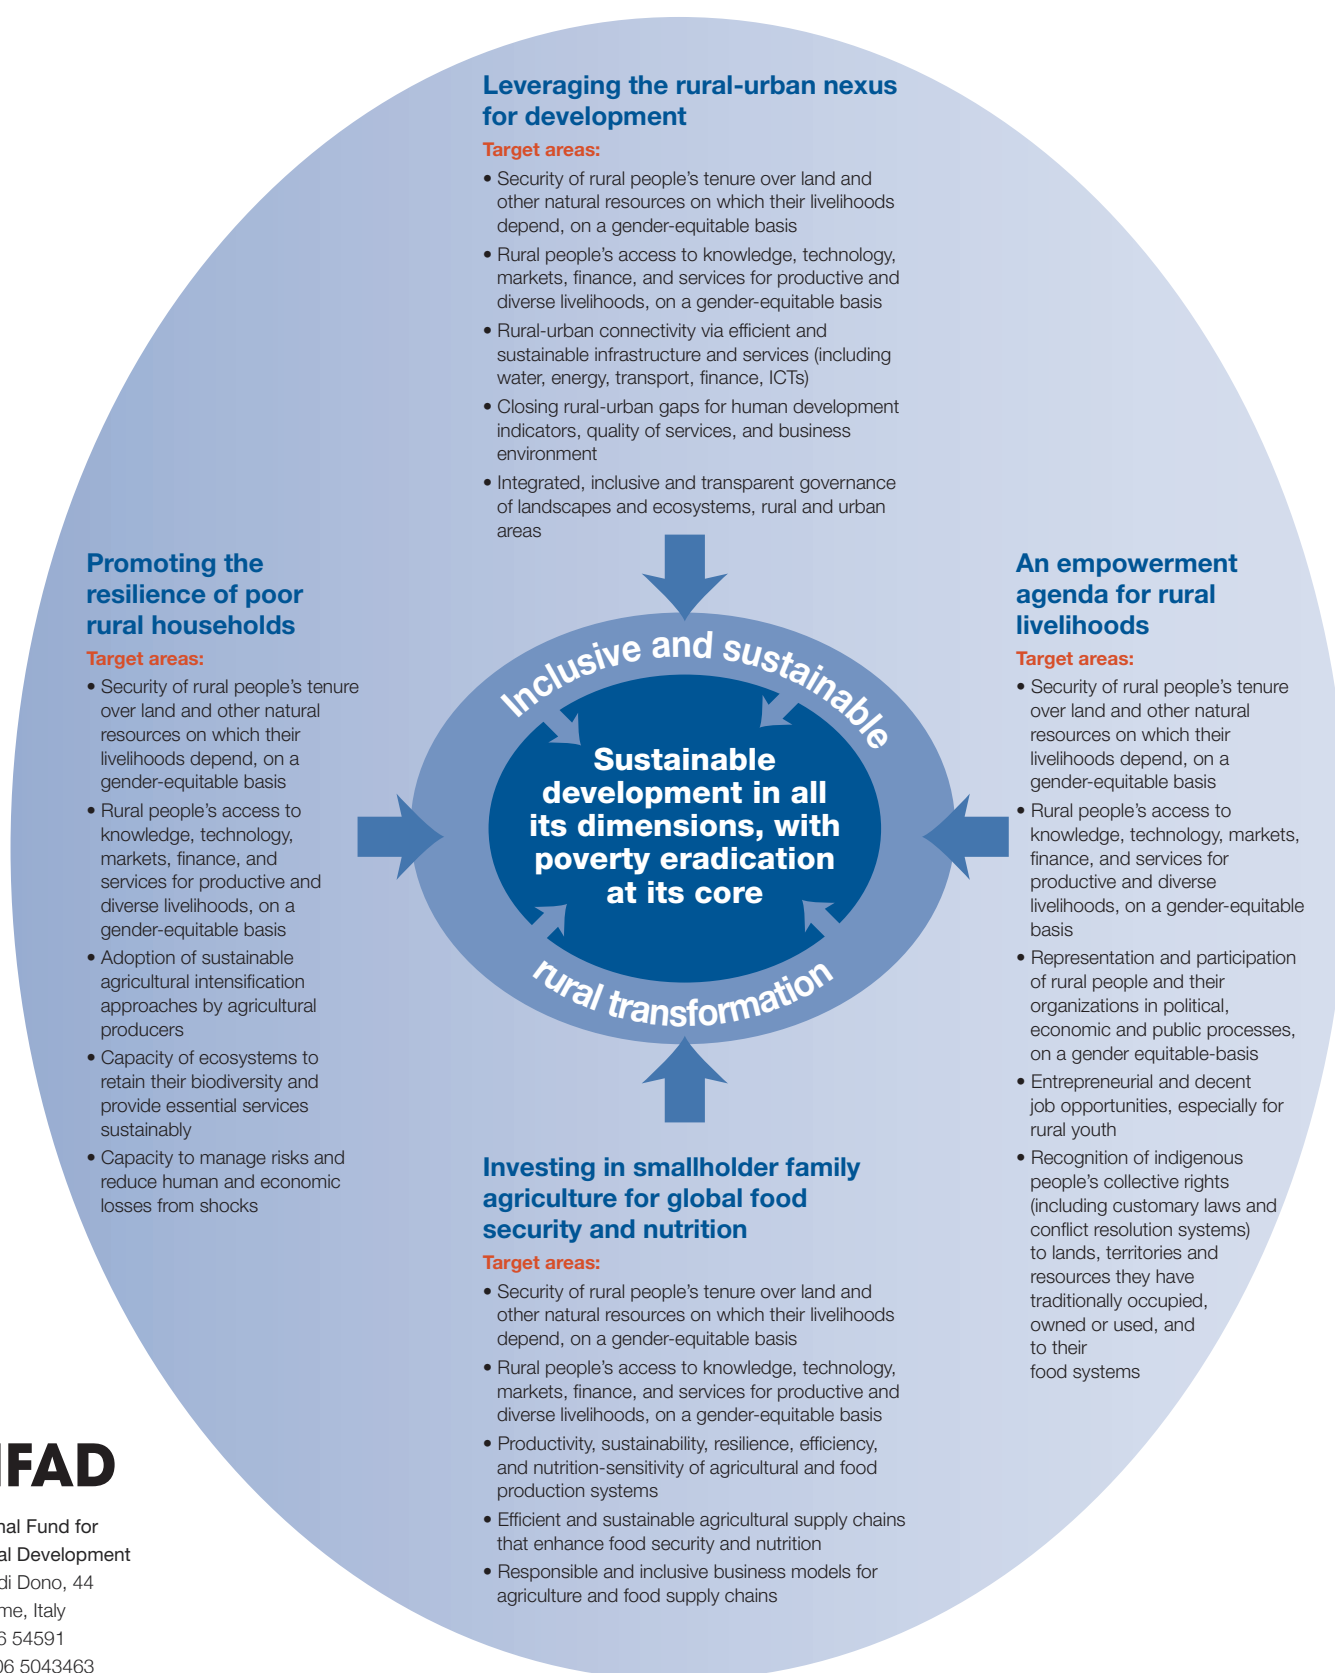 Leveraging the rural-urban nexus
for development
Target areas:
• Security of rural people’s tenure over land and
other natural resources on which their livelihoods
depend, on a gender-equitable basis
• Rural people’s access to knowledge, technology,
markets, finance, and services for productive and
diverse livelihoods, on a gender-equitable basis
• Rural-urban connectivity via efficient and
sustainable infrastructure and services (including
water, energy, transport, finance, ICTs)
• Closing rural-urban gaps for human development
indicators, quality of services, and business
environment
• Integrated, inclusive and transparent governance
of landscapes and ecosystems, rural and urban
areas
Promoting the
resilience of poor
rural households
Target areas:
• Security of rural people’s tenure
over land and other natural
resources on which their
livelihoods depend, on a
gender-equitable basis
• Rural people’s access to
knowledge, technology,
markets, finance, and
services for productive and
diverse livelihoods, on a
gender-equitable basis
• Adoption of sustainable
agricultural intensification
approaches by agricultural
producers
• Capacity of ecosystems to
retain their biodiversity and
provide essential services
sustainably
• Capacity to manage risks and
reduce human and economic
losses from shocks
Inclusive and sustainable
Sustainable
development in all
its dimensions, with
poverty eradication
at its core
rural transformation
An empowerment
agenda for rural
livelihoods
Target areas:
• Security of rural people’s tenure
over land and other natural
resources on which their
livelihoods depend, on a
gender-equitable basis
• Rural people’s access to
knowledge, technology, markets,
finance, and services for
productive and diverse
livelihoods, on a gender-equitable
basis
• Representation and participation
of rural people and their
organizations in political,
economic and public processes,
on a gender equitable-basis
• Entrepreneurial and decent
job opportunities, especially for
rural youth
• Recognition of indigenous
people’s collective rights
(including customary laws and
conflict resolution systems)
to lands, territories and
resources they have
traditionally occupied,
owned or used, and
to their
food systems
Investing in smallholder family
agriculture for global food
security and nutrition
Target areas:
• Security of rural people’s tenure over land and
other natural resources on which their livelihoods
depend, on a gender-equitable basis
• Rural people’s access to knowledge, technology,
markets, finance, and services for productive and
diverse livelihoods, on a gender-equitable basis
• Productivity, sustainability, resilience, efficiency,
and nutrition-sensitivity of agricultural and food
production systems
• Efficient and sustainable agricultural supply chains
that enhance food security and nutrition
• Responsible and inclusive business models for
agriculture and food supply chains
IFAD
nal Fund for
al Development
di Dono, 44
me, Italy
6 54591
06 5043463